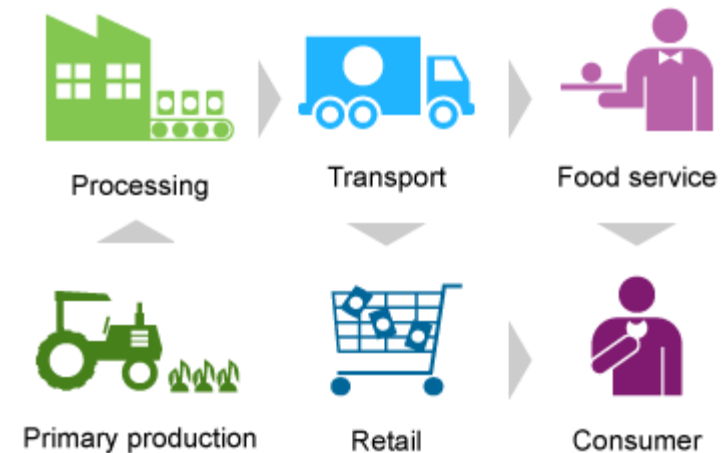 Processing
Transport
Food service
Primary production
Retail
Consumer